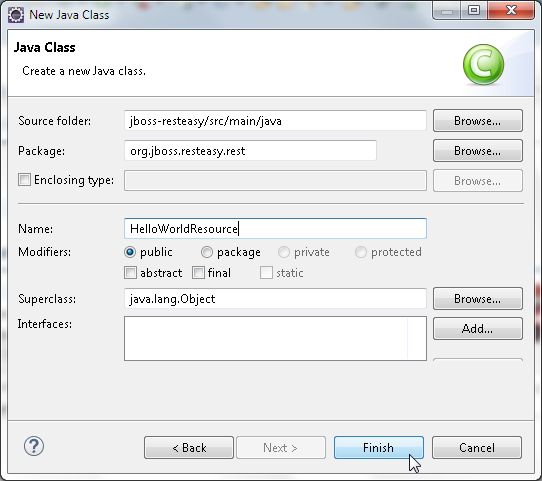 New Java Class
Java Class
Create a new Java class.
C
Source folder: jboss-resteasy/src/main/java Browse...
Package: org.jboss.resteasy.rest Browse...
Enclosing type: Browse...
Name: HelloWorldResource
Modifiers: public package private protected
abstract final static
Superclass: java.lang.Object Browse...
Interfaces: Add...
? < Back Next > Finish Cancel